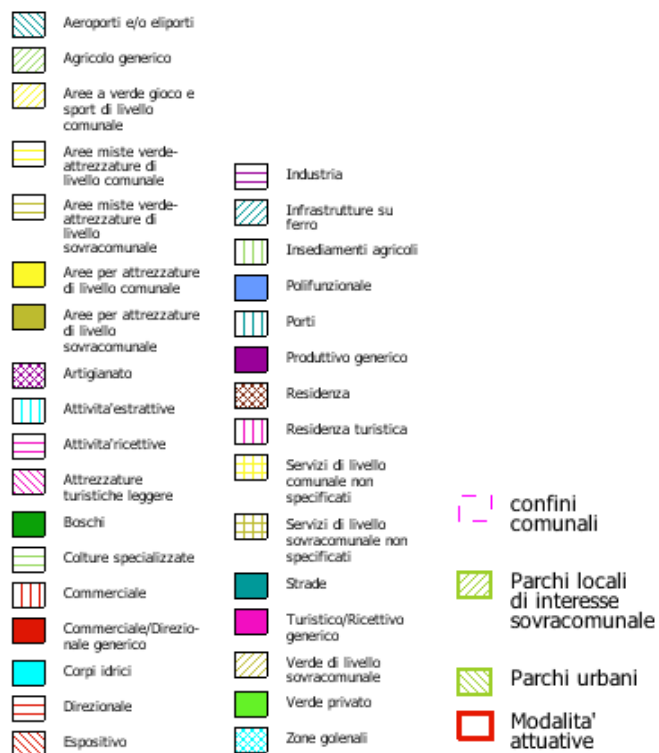 Aeroporti e/o eliporti
Agricolo generico
Aree a verde gioco e
sport di livello
comunale
Aree miste verde-
attrezzature di
livello comunale
Aree miste verde-
attrezzature di
livello
sovracomunale
Aree per attrezzature
di livello comunale
Aree per attrezzature
di livello
sovracomunale
Artigianato
Attivita'estrattive
Attivita'ricettive
Attrezzature
turistiche leggere
Boschi
Colture specializzate
Commerciale
Commerciale/Direzio-
nale generico
Corpi idrici
Direzionale
Espositivo
Industria
Infrastrutture su
ferro
Insediamenti agricoli
Polifunzionale
Porti
Produttivo generico
Residenza
Residenza turistica
Servizi di livello
comunale non
specificati
Servizi di livello
sovracomunale non
specificati
Strade
Turistico/Ricettivo
generico
Verde di livello
sovracomunale
Verde privato
Zone golenali
confini
comunali
Parchi locali
di interesse
sovracomunale
Parchi urbani
Modalita'
attuative